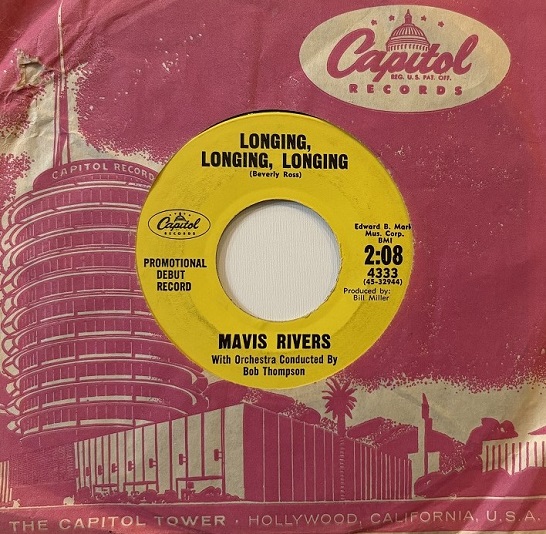 Capitol
REG. U.S. PAT. OFF.
RECORDS
CAPITOL RECORD
LONGING,
LONGING, LONGING
(Beverly Ross)
Capitol
RECORDS
PROMOTIONAL
DEBUT
RECORD
Edward B. Mark
Mus. Corp.
BMI
2:08
4333
(45-32944)
Produced by:
Bill Miller
MAVIS RIVERS
With Orchestra Conducted By
Bob Thompson
THE CAPITOL TOWER · HOLLYWOOD, CALIFORNIA, U.S.A.